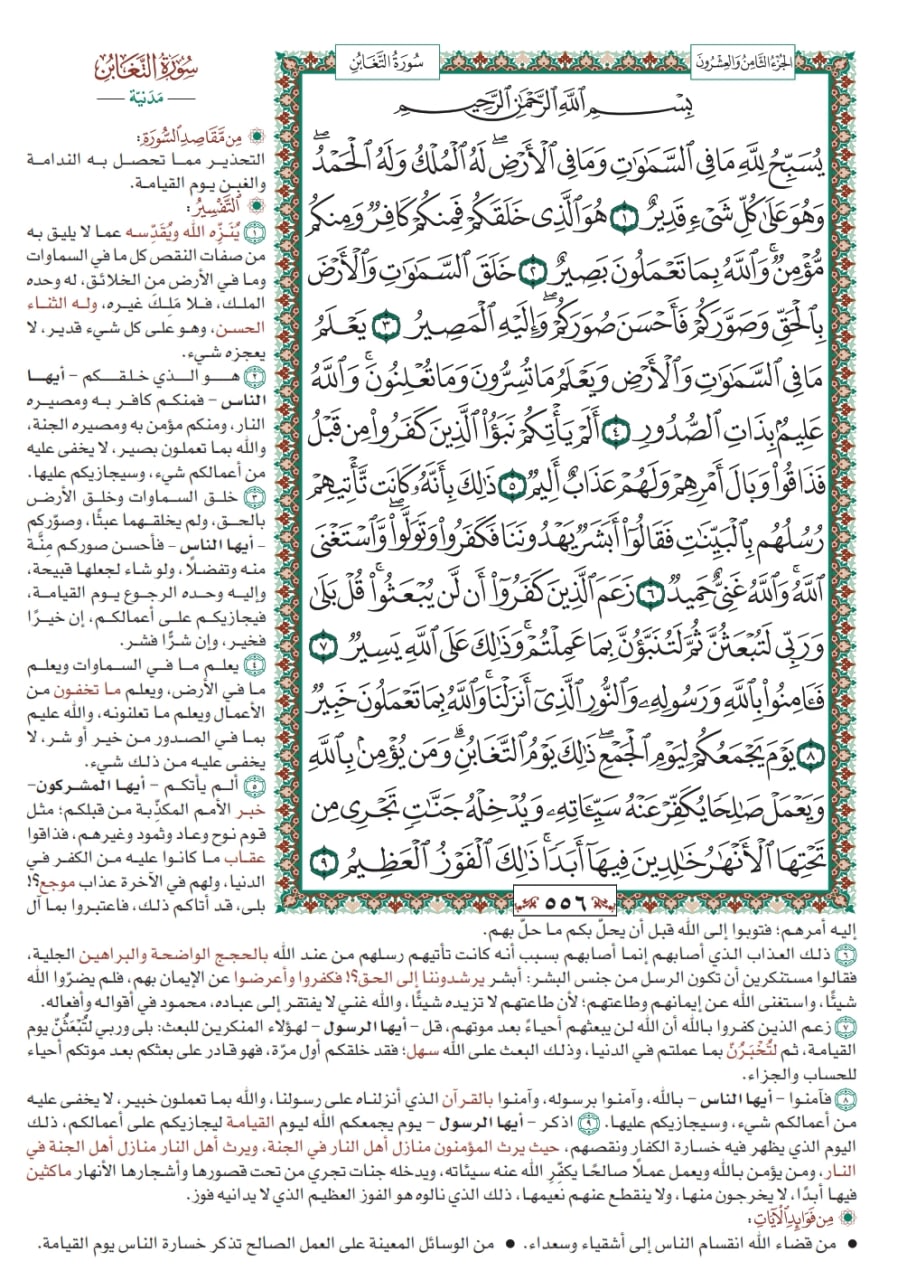 الجُزْءُ الثَّامِنُ وَالعِشْرُونَ
سُورَةُ التَّغَابُنِ
بِسْمِ اللَّهِ الرَّحْمَٰنِ الرَّحِيمِ
يُسَبِّحُ لِلَّهِ مَا فِي السَّمَٰوَٰتِ وَمَا فِي الْأَرْضِۖ لَهُ الْمُلْكُ وَلَهُ الْحَمْدُۖ
وَهُوَ عَلَىٰ كُلِّ شَيْءٖ قَدِيرٌ ١ هُوَ الَّذِي خَلَقَكُمْ فَمِنكُمْ كَافِرٞ وَمِنكُم
مُّؤْمِنٞۚ وَاللَّهُ بِمَا تَعْمَلُونَ بَصِيرٌ ٢ خَلَقَ السَّمَٰوَٰتِ وَالْأَرْضَ
بِالْحَقِّ وَصَوَّرَكُمْ فَأَحْسَنَ صُوَرَكُمْۖ وَإِلَيْهِ الْمَصِيرُ ٣ يَعْلَمُ
مَا فِي السَّمَٰوَٰتِ وَالْأَرْضِ وَيَعْلَمُ مَا تُسِرُّونَ وَمَا تُعْلِنُونَۚ وَاللَّهُ
عَلِيمُۢ بِذَاتِ الصُّدُورِ ٤ أَلَمْ يَأْتِكُمْ نَبَؤُاْ الَّذِينَ كَفَرُواْ مِن قَبْلُ
فَذَاقُواْ وَبَالَ أَمْرِهِمْ وَلَهُمْ عَذَابٌ أَلِيمٞ ٥ ذَٰلِكَ بِأَنَّهُۥ كَانَت تَّأْتِيهِمْ
رُسُلُهُم بِالْبَيِّنَٰتِ فَقَالُوٓاْ أَبَشَرٞ يَهْدُونَنَا فَكَفَرُواْ وَتَوَلَّواْۖ وَّاسْتَغْنَى
اللَّهُۚ وَاللَّهُ غَنِيٌّ حَمِيدٞ ٦ زَعَمَ الَّذِينَ كَفَرُوٓاْ أَن لَّن يُبْعَثُواْۚ قُلْ بَلَىٰ
وَرَبِّي لَتُبْعَثُنَّ ثُمَّ لَتُنَبَّؤُنَّ بِمَا عَمِلْتُمْۚ وَذَٰلِكَ عَلَى اللَّهِ يَسِيرٞ ٧
فَـَٔامِنُواْ بِاللَّهِ وَرَسُولِهِۦ وَالنُّورِ الَّذِيٓ أَنزَلْنَاۚ وَاللَّهُ بِمَا تَعْمَلُونَ خَبِيرٞ
٨ يَوْمَ يَجْمَعُكُمْ لِيَوْمِ الْجَمْعِۖ ذَٰلِكَ يَوْمُ التَّغَابُنِۗ وَمَن يُؤْمِنۢ بِاللَّهِ
وَيَعْمَلْ صَٰلِحٗا يُكَفِّرْ عَنْهُ سَيِّـَٔاتِهِۦ وَيُدْخِلْهُ جَنَّٰتٖ تَجْرِي مِن
تَحْتِهَا الْأَنْهَٰرُ خَٰلِدِينَ فِيهَآ أَبَدٗاۚ ذَٰلِكَ الْفَوْزُ الْعَظِيمُ ٩
٥٥٦
سُورَةُ التَّغَابُنِ
— مَدَنيّة —
مِن مَّقَاصِدِ السُّورَةِ:
التحذير مما تحصل به الندامة
والغبن يوم القيامة.
التَّفْسِيرُ:
١ يُنَزِّه الله ويُقَدِّسه عما لا يليق به
من صفات النقص كل ما في السماوات
وما في الأرض من الخلائق، له وحده
الملك، فلا مَلِكَ غيره، وله الثناء
الحسن، وهو على كل شيء قدير، لا
يعجزه شيء.
٢ هــو الــذي خلقــكم – أيهــا
الناس – فمنكم كافر به ومصيره
النار، ومنكم مؤمن به ومصيره الجنة،
والله بما تعملون بصير، لا يخفى عليه
من أعمالكم شيء، وسيجازيكم عليها.
٣ خلق السماوات وخلق الأرض
بالحق، ولم يخلقهما عبثًا، وصوّركم
– أيها الناس – فأحسن صوركم مِنَّة
منه وتفضلًا، ولو شاء لجعلها قبيحة،
وإليه وحده الرجوع يوم القيامة،
فيجازيكم على أعمالكم، إن خيرًا
فخير، وإن شرًّا فشر.
٤ يعلم ما في السماوات ويعلم
ما في الأرض، ويعلم ما تخفون من
الأعمال ويعلم ما تعلنونه، والله عليم
بما في الصدور من خير أو شر، لا
يخفى عليه من ذلك شيء.
٥ ألم يأتكم – أيها المشركون–
خبر الأمم المكذّبة من قبلكم؛ مثل
قوم نوح وعاد وثمود وغيرهم، فذاقوا
عقاب ما كانوا عليه من الكفر في
الدنيا، ولهم في الآخرة عذاب موجع؟!
بلى، قد أتاكم ذلك، فاعتبروا بما آل
إليه أمرهم؛ فتوبوا إلى الله قبل أن يحلّ بكم ما حلّ بهم.
٦ ذلك العذاب الذي أصابهم إنما أصابهم بسبب أنه كانت تأتيهم رسلهم من عند الله بالحجج الواضحة والبراهين الجلية،
فقالوا مستنكرين أن تكون الرسل من جنس البشر: أبشر يرشدوننا إلى الحق؟! فكفروا وأعرضوا عن الإيمان بهم، فلم يضرّوا الله
شيئًا، واستغنى الله عن إيمانهم وطاعتهم؛ لأن طاعتهم لا تزيده شيئًا، والله غني لا يفتقر إلى عباده، محمود في أقواله وأفعاله.
٧ زعم الذين كفروا بالله أن الله لن يبعثهم أحياءً بعد موتهم، قل – أيها الرسول – لهؤلاء المنكرين للبعث: بلى وربي لَتُبْعَثُنّ يوم
القيامة، ثم لَتُخْبَرُنّ بما عملتم في الدنيا، وذلك البعث على الله سهل؛ فقد خلقكم أول مرّة، فهو قادر على بعثكم بعد موتكم أحياء
للحساب والجزاء.
٨ فآمنوا – أيها الناس – بالله، وآمنوا برسوله، وآمنوا بالقرآن الذي أنزلناه على رسولنا، والله بما تعملون خبير، لا يخفى عليه
من أعمالكم شيء، وسيجازيكم عليها. ٩ اذكر – أيها الرسول – يوم يجمعكم الله ليوم القيامة ليجازيكم على أعمالكم، ذلك
اليوم الذي يظهر فيه خسارة الكفار ونقصهم، حيث يرث المؤمنون منازل أهل النار في الجنة، ويرث أهل النار منازل أهل الجنة في
النار، ومن يؤمن بالله ويعمل عملًا صالحًا يكفّر الله عنه سيئاته، ويدخله جنات تجري من تحت قصورها وأشجارها الأنهار ماكثين
فيها أبدًا، لا يخرجون منها، ولا ينقطع عنهم نعيمها، ذلك الذي نالوه هو الفوز العظيم الذي لا يدانيه فوز.
مِن فَوَائِدِ الآيَاتِ:
• من قضاء الله انقسام الناس إلى أشقياء وسعداء. • من الوسائل المعينة على العمل الصالح تذكر خسارة الناس يوم القيامة.